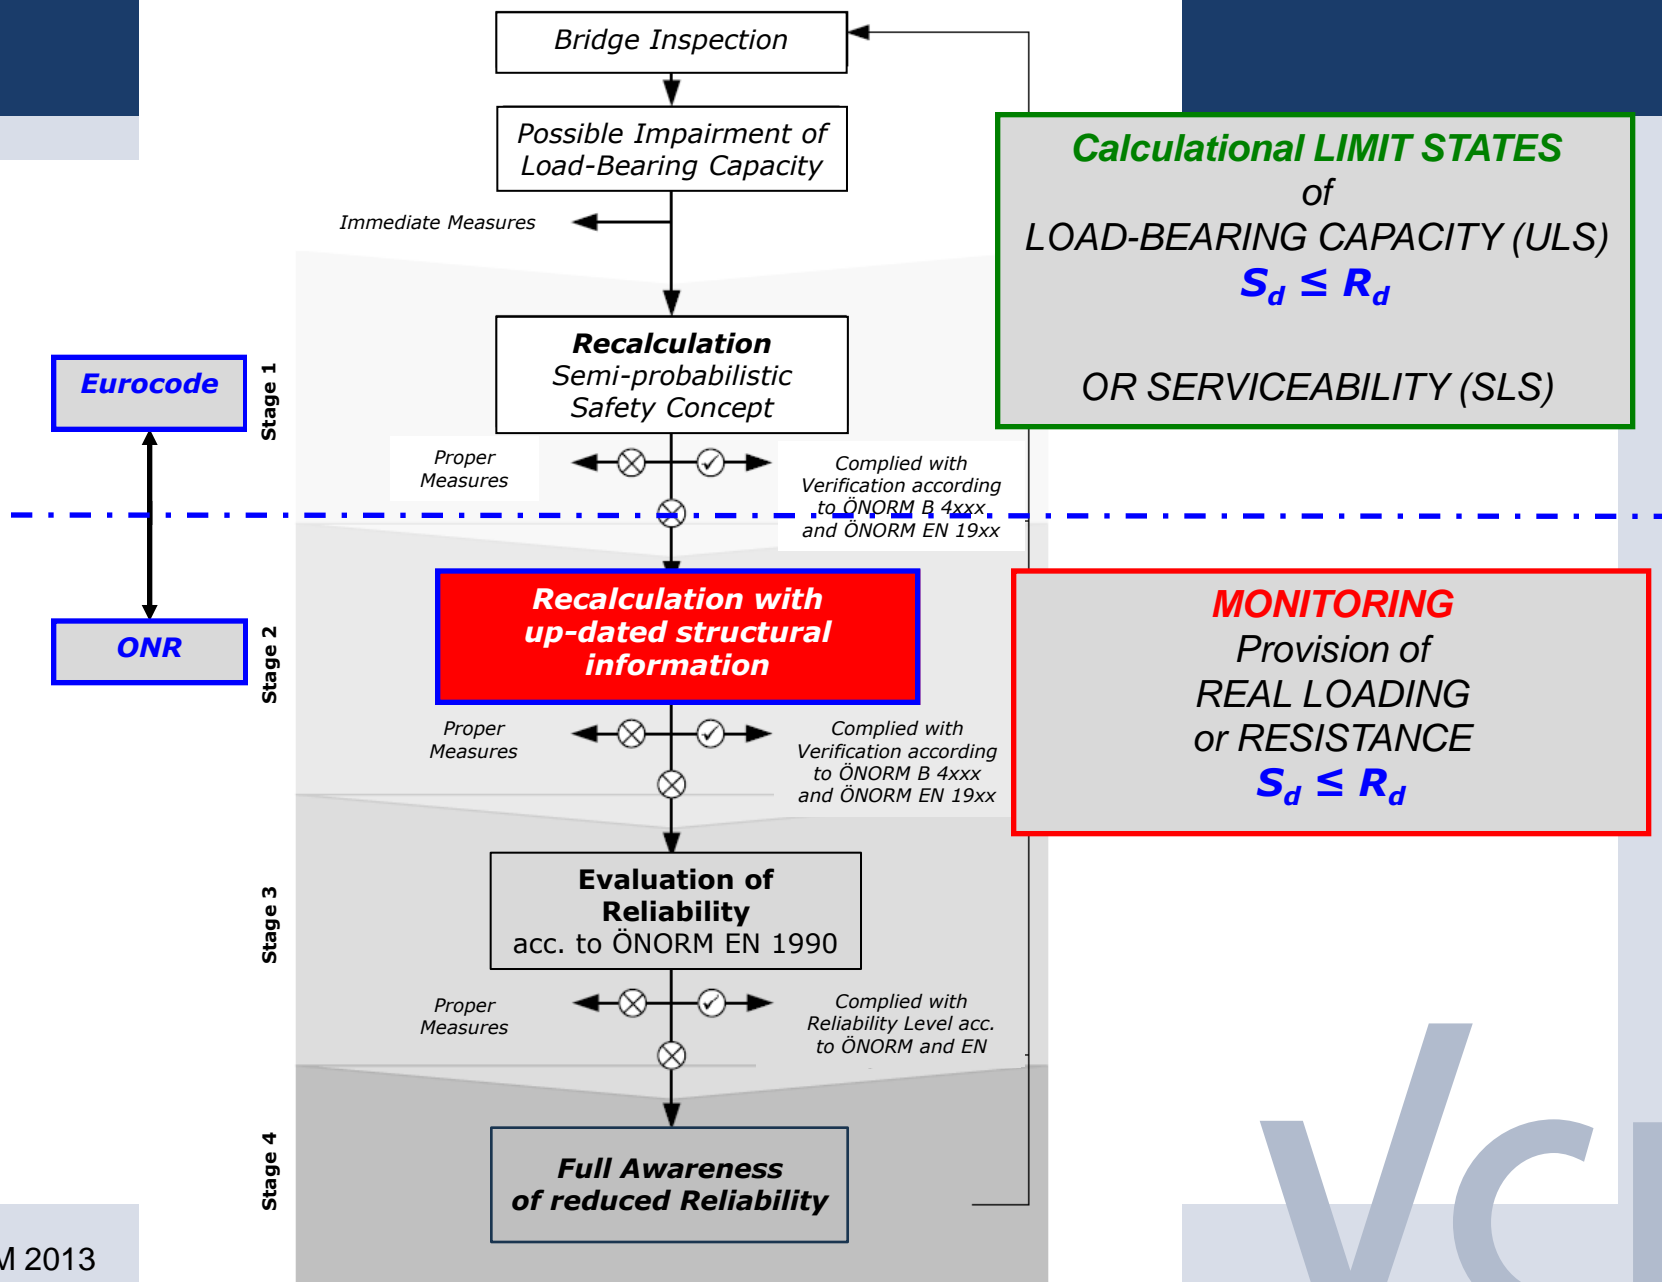 Bridge Inspection
Possible Impairment of
Load-Bearing Capacity
Immediate Measures
Calculational LIMIT STATES
of
LOAD-BEARING CAPACITY (ULS)
Sd ≤ Rd
OR SERVICEABILITY (SLS)
Eurocode
Stage 1
Recalculation
Semi-probabilistic
Safety Concept
Proper
Measures
Complied with
Verification according
to ÖNORM B 4xxx
and ÖNORM EN 19xx
ONR
Stage 2
Recalculation with
up-dated structural
information
MONITORING
Provision of
REAL LOADING
or RESISTANCE
Sd ≤ Rd
Proper
Measures
Complied with
Verification according
to ÖNORM B 4xxx
and ÖNORM EN 19xx
Stage 3
Evaluation of
Reliability
acc. to ÖNORM EN 1990
Proper
Measures
Complied with
Reliability Level acc.
to ÖNORM and EN
Stage 4
Full Awareness
of reduced Reliability
M 2013